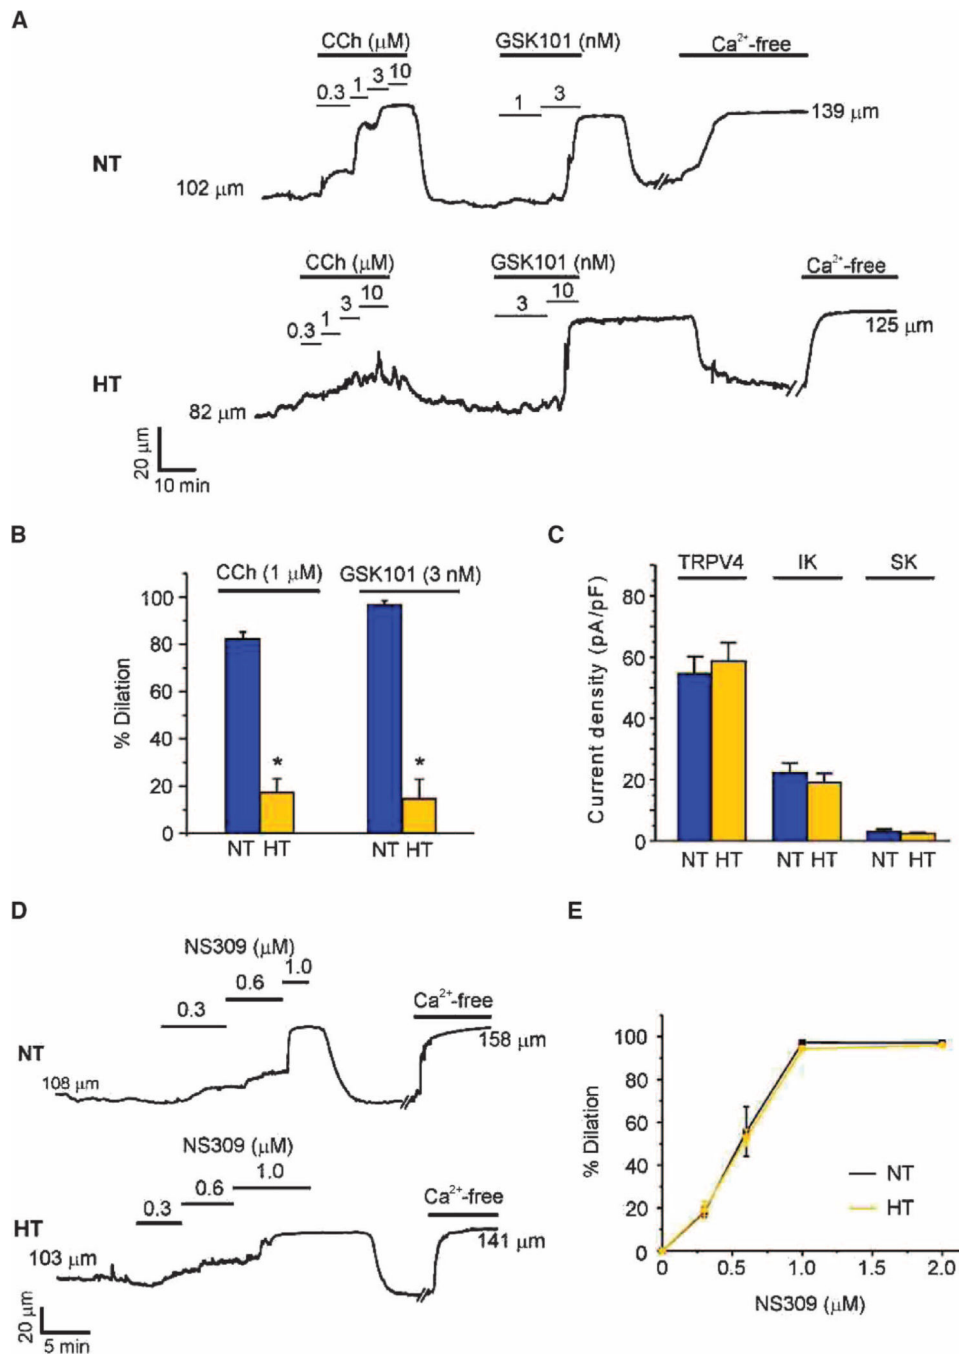 A
CCh (μM) GSK101 (nM) Ca²⁺-free
0.3 1 3 10 1 3
139 μm
NT
102 μm
CCh (μM) GSK101 (nM) Ca²⁺-free
0.3 1 3 10 3 10
125 μm
HT
82 μm
20 μm
10 min
B
CCh (1 μM) GSK101 (3 nM)
% Dilation
100
80
60
40
20
0
* *
NT HT NT HT
C
TRPV4 IK SK
Current density (pA/pF)
80
60
40
20
0
NT HT NT HT NT HT
D
NS309 (μM)
0.3 0.6 1.0
Ca²⁺-free
NT
158 μm
108 μm
NS309
(μM)
0.3 0.6 1.0
Ca²⁺-free
HT
103 μm
141 μm
20 μm
5 min
E
% Dilation
100
80
60
40
20
0
NT
HT
0 0.5 1.0 2.0
NS309 (μM)